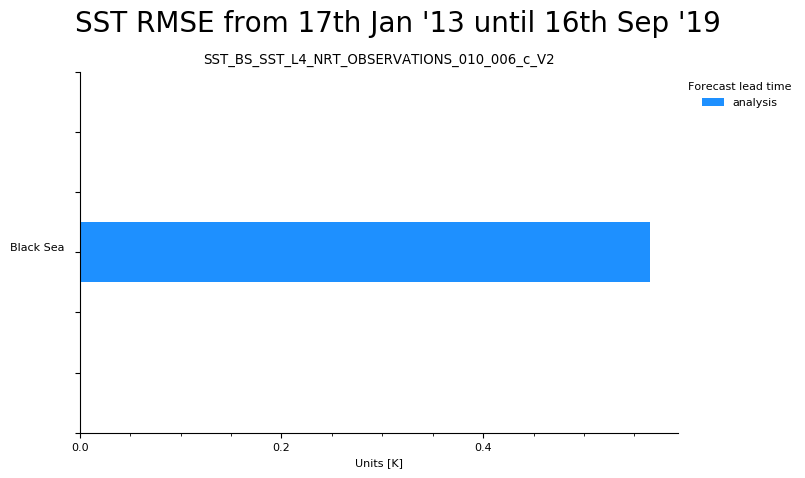 SST RMSE from 17th Jan '13 until 16th Sep '19
SST_BS_SST_L4_NRT_OBSERVATIONS_010_006_c_V2
Forecast lead time
analysis
Black Sea
0.0 0.2 0.4
Units [K]